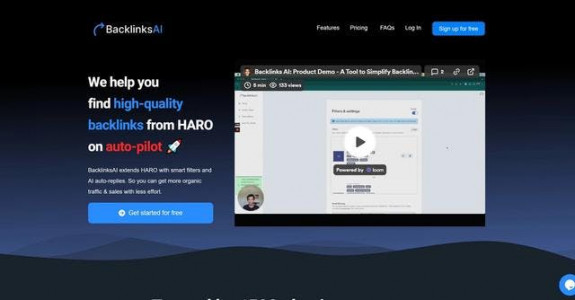 BacklinksAI
Features Pricing FAQs Log In Sign up for free
We help you
find high-quality
backlinks from HARO
on auto-pilot 🚀
BacklinksAI extends HARO with smart filters and
AI auto-replies. So you can get more organic
traffic & sales with less effort.
Get started for free
Backlinks AI: Product Demo - A Tool to Simplify Backlin... 2
5 min 133 views
Filters & settings
Powered by